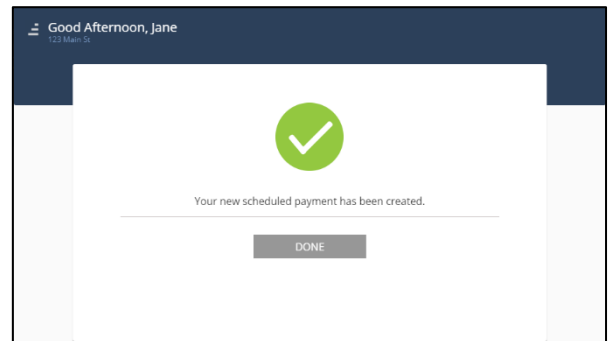 Good Afternoon, Jane
123 Main St
Your new scheduled payment has been created.
DONE